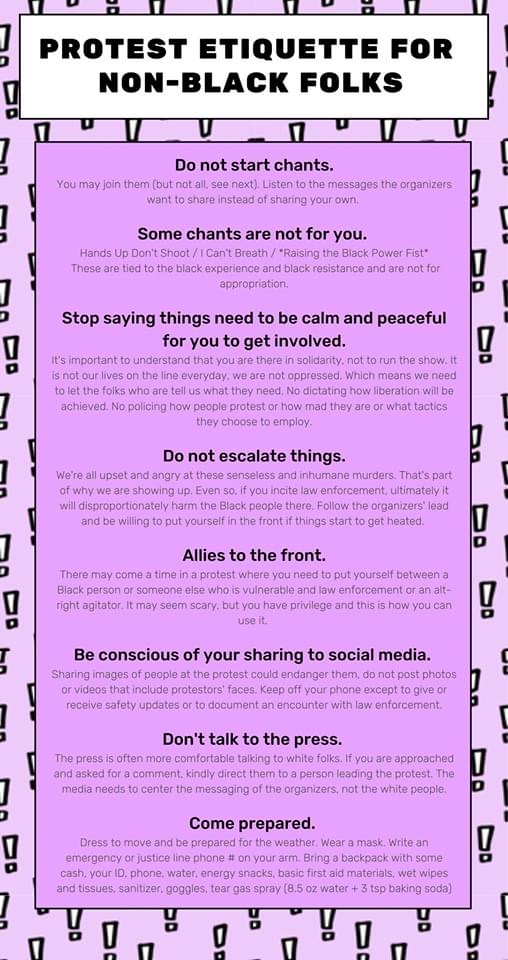 PROTEST ETIQUETTE FOR
NON-BLACK FOLKS
Do not start chants.
You may join them (but not all, see next). Listen to the messages the organizers
want to share instead of sharing your own.
Some chants are not for you.
Hands Up Don't Shoot / I Can't Breath / *Raising the Black Power Fist*
These are tied to the black experience and black resistance and are not for
appropriation.
Stop saying things need to be calm and peaceful
for you to get involved.
It's important to understand that you are there in solidarity, not to run the show. It
is not our lives on the line everyday, we are not oppressed. Which means we need
to let the folks who are tell us what they need. No dictating how liberation will be
achieved. No policing how people protest or how mad they are or what tactics
they choose to employ.
Do not escalate things.
We're all upset and angry at these senseless and inhumane murders. That's part
of why we are showing up. Even so, if you incite law enforcement, ultimately it
will disproportionately harm the Black people there. Follow the organizers' lead
and be willing to put yourself in the front if things start to get heated.
Allies to the front.
There may come a time in a protest where you need to put yourself between a
Black person or someone else who is vulnerable and law enforcement or an alt-
right agitator. It may seem scary, but you have privilege and this is how you can
use it.
Be conscious of your sharing to social media.
Sharing images of people at the protest could endanger them, do not post photos
or videos that include protestors' faces. Keep off your phone except to give or
receive safety updates or to document an encounter with law enforcement.
Don't talk to the press.
The press is often more comfortable talking to white folks. If you are approached
and asked for a comment, kindly direct them to a person leading the protest. The
media needs to center the messaging of the organizers, not the white people.
Come prepared.
Dress to move and be prepared for the weather. Wear a mask. Write an
emergency or justice line phone # on your arm. Bring a backpack with some
cash, your ID, phone, water, energy snacks, basic first aid materials, wet wipes
and tissues, sanitizer, goggles, tear gas spray (8.5 oz water + 3 tsp baking soda)